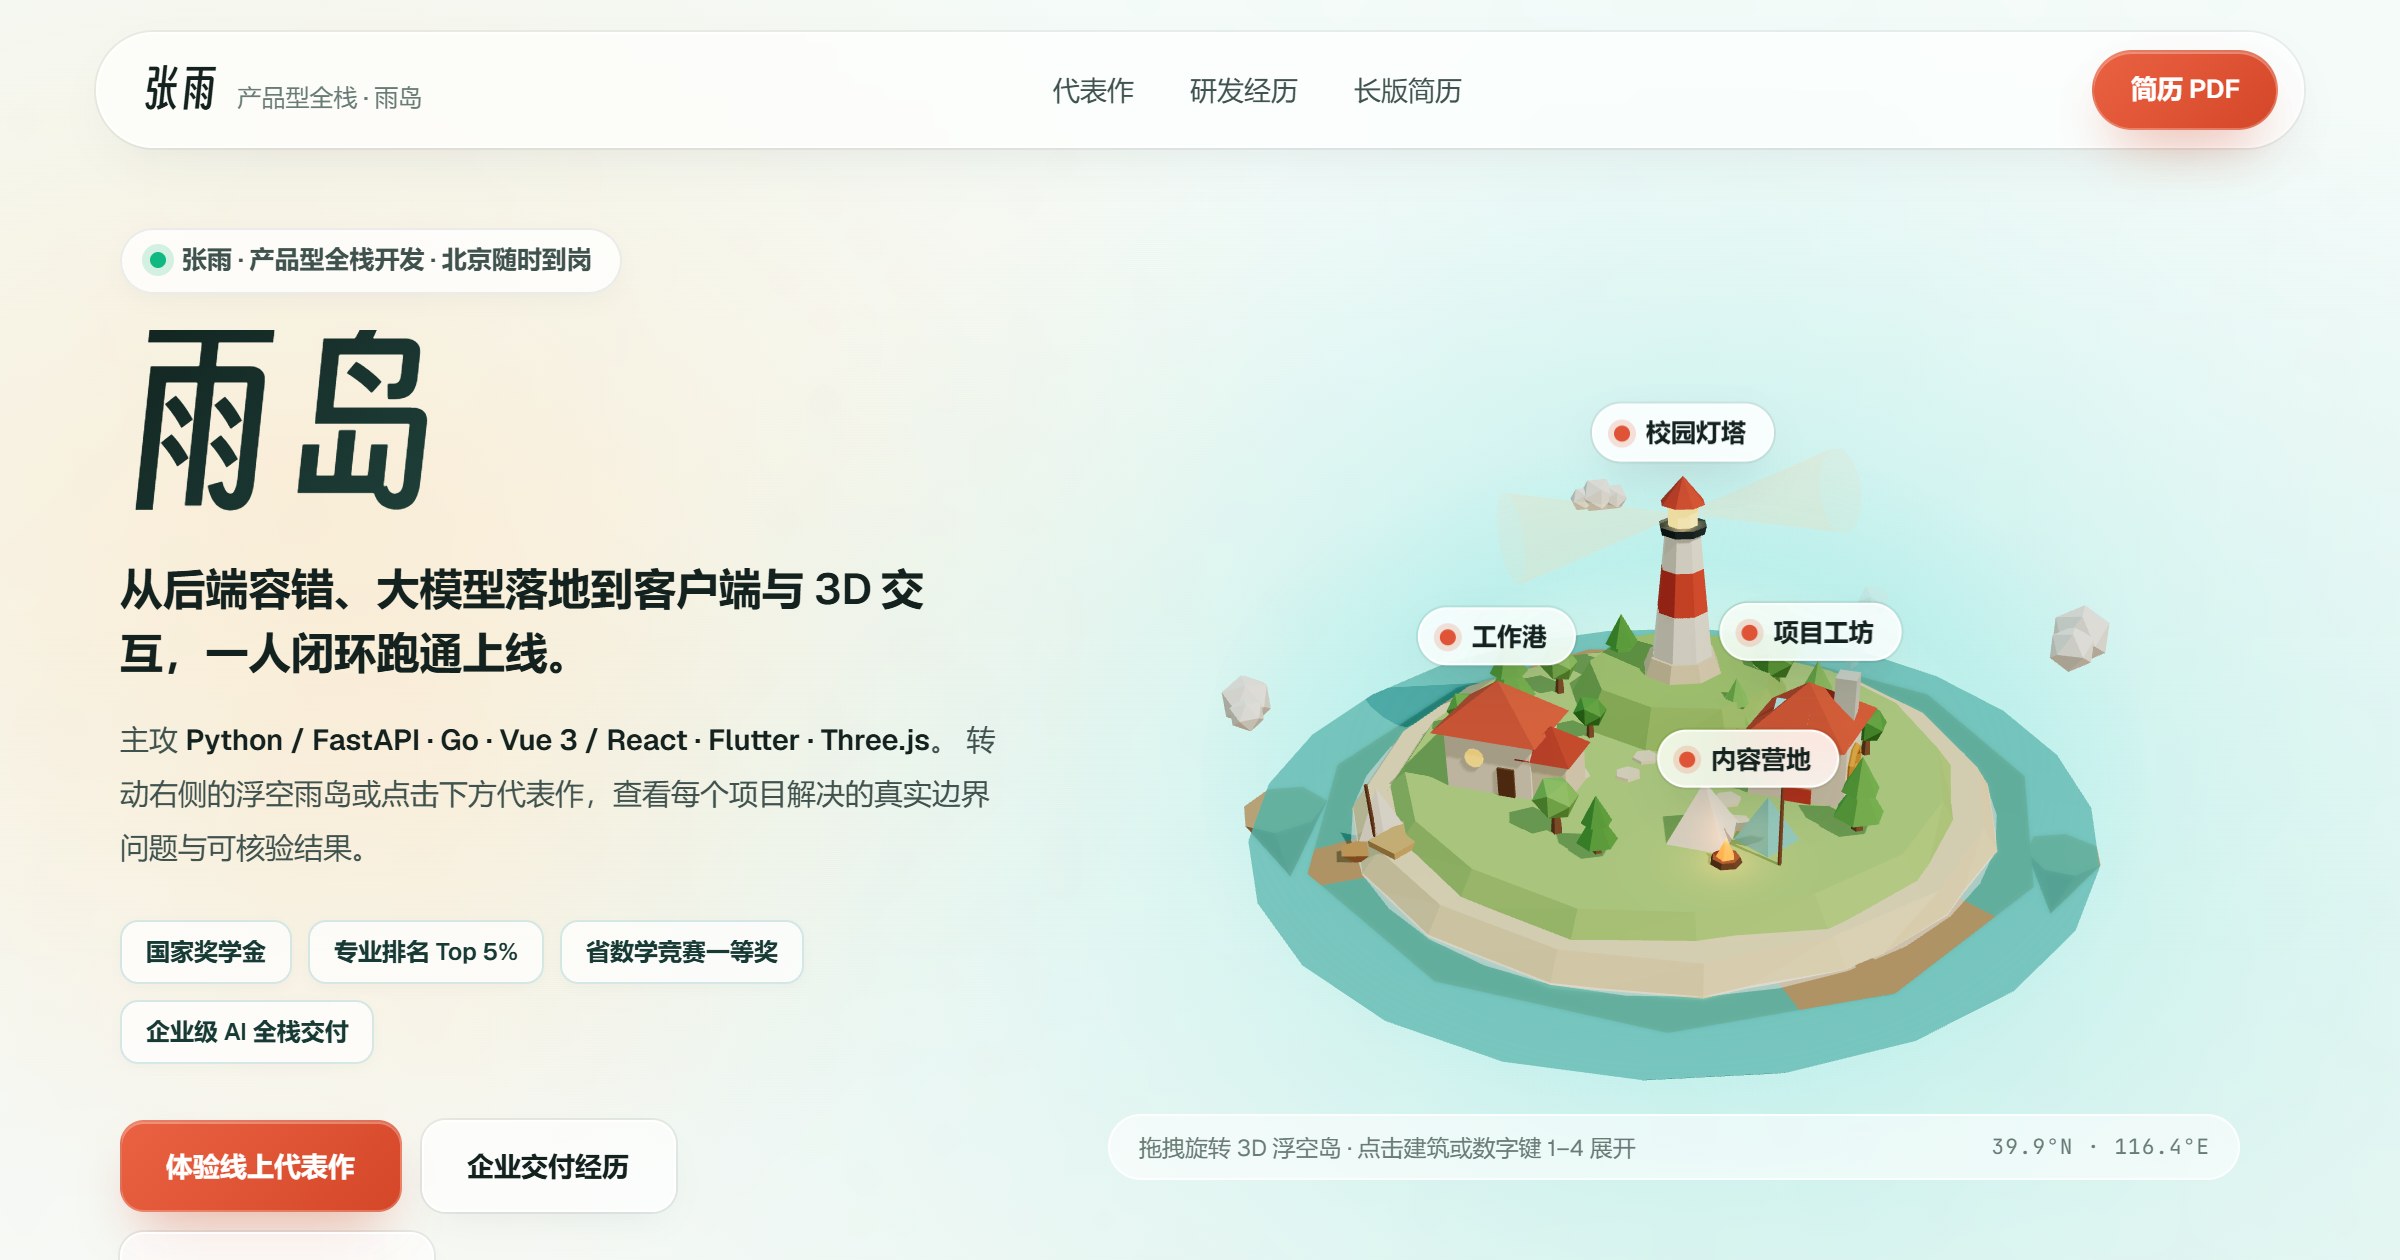 张雨 产品型全栈 · 雨岛
代表作 研发经历 长版简历
简历 PDF
张雨 · 产品型全栈开发 · 北京随时到岗
雨岛
从后端容错、大模型落地到客户端与 3D 交
互，一人闭环跑通上线。
主攻 Python / FastAPI · Go · Vue 3 / React · Flutter · Three.js。 转
动右侧的浮空雨岛或点击下方代表作，查看每个项目解决的真实边界
问题与可核验结果。
国家奖学金
专业排名 Top 5%
省数学竞赛一等奖
企业级 AI 全栈交付
体验线上代表作
企业交付经历
校园灯塔
工作港
项目工坊
内容营地
拖拽旋转 3D 浮空岛 · 点击建筑或数字键 1–4 展开
39.9°N · 116.4°E